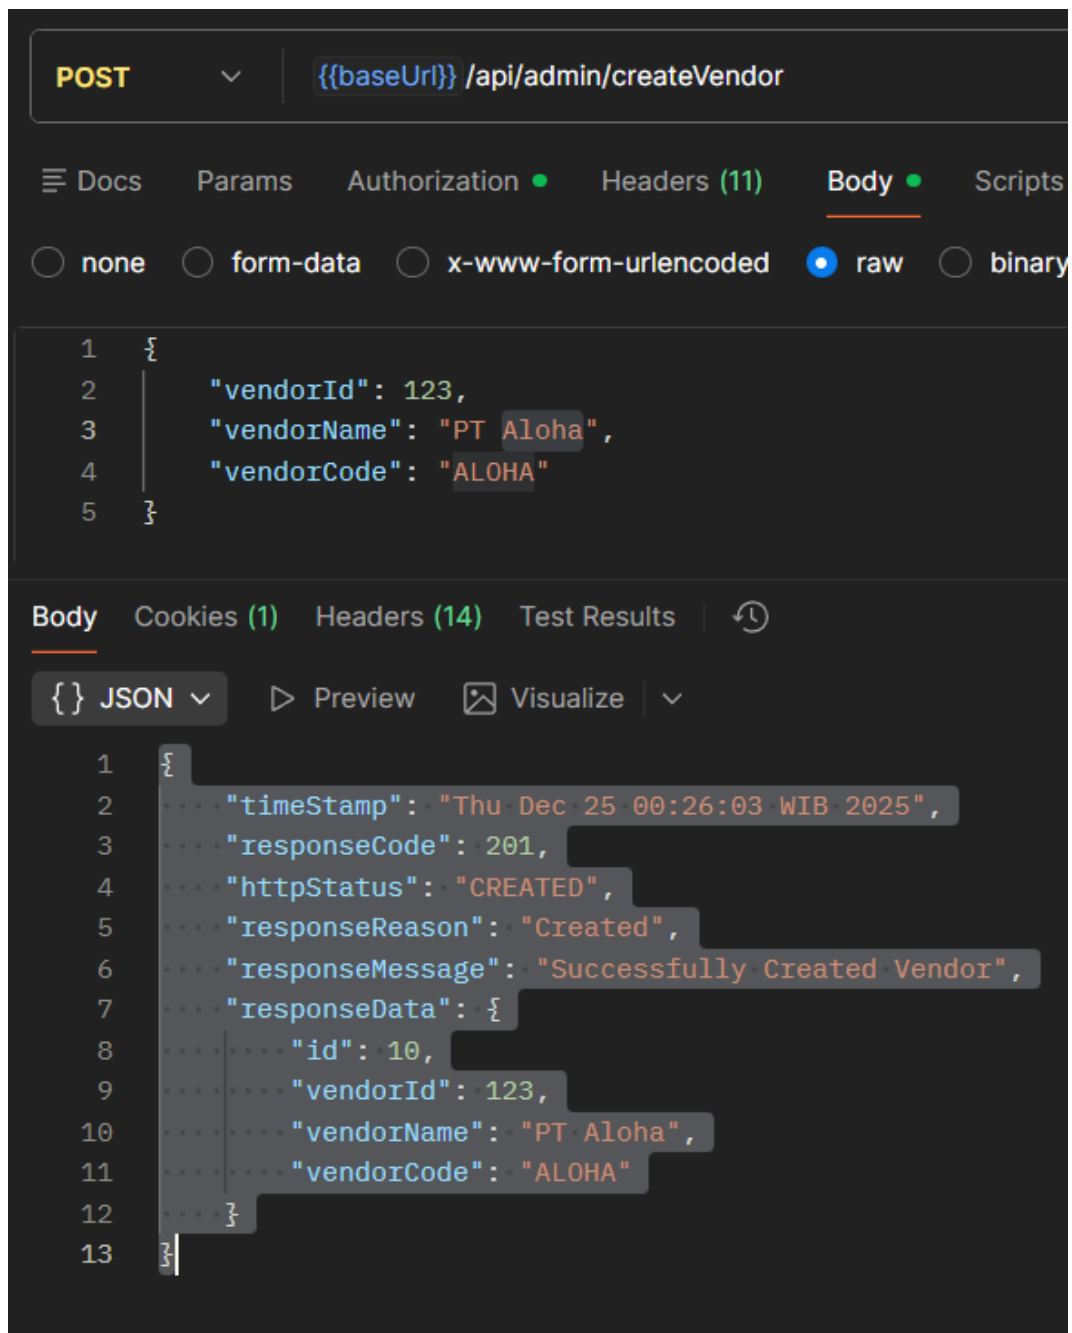 POST {{baseUrl}} /api/admin/createVendor
Docs Params Authorization Headers (11) Body Scripts
none form-data x-www-form-urlencoded raw binary
1 {
2 "vendorId": 123,
3 "vendorName": "PT Aloha",
4 "vendorCode": "ALOHA"
5 }
Body Cookies (1) Headers (14) Test Results
{} JSON Preview Visualize
1 {
2 "timeStamp": "Thu Dec 25 00:26:03 WIB 2025",
3 "responseCode": 201,
4 "httpStatus": "CREATED",
5 "responseReason": "Created",
6 "responseMessage": "Successfully Created Vendor",
7 "responseData": {
8 "id": 10,
9 "vendorId": 123,
10 "vendorName": "PT Aloha",
11 "vendorCode": "ALOHA"
12 }
13 }